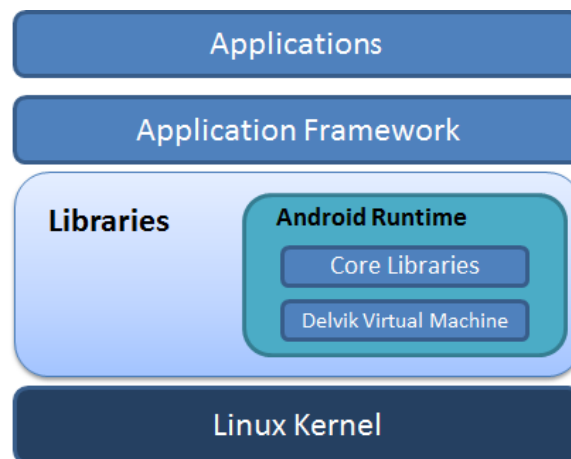 Applications
Application Framework
Libraries
Android Runtime
Core Libraries
Delvik Virtual Machine
Linux Kernel